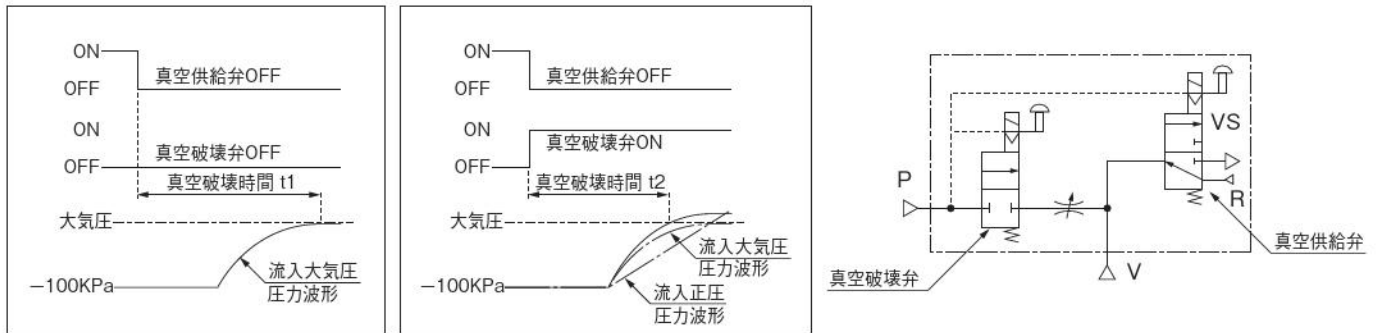 ON
OFF
真空供給弁OFF
ON
OFF
真空破壊弁OFF
真空破壊時間 t1
大気圧
流入大気圧
圧力波形
−100KPa
ON
OFF
真空供給弁OFF
ON
OFF
真空破壊弁ON
真空破壊時間 t2
大気圧
流入大気圧
圧力波形
−100KPa
流入正圧
圧力波形
VS
P
R
V
真空供給弁
真空破壊弁